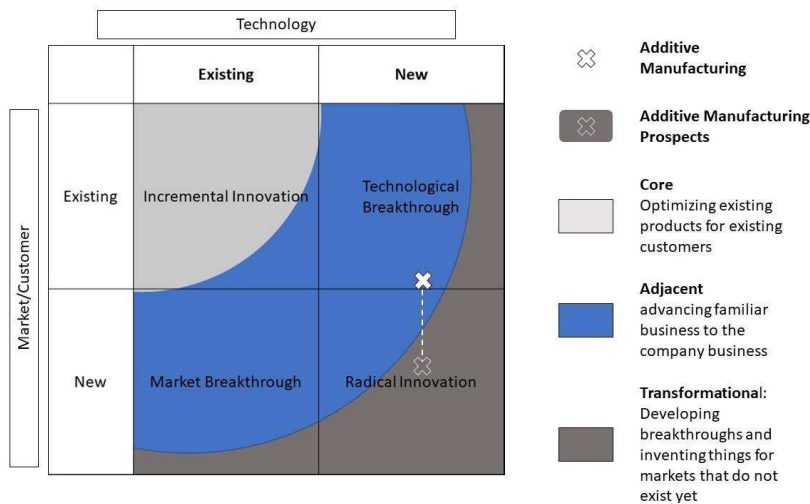 Technology
Existing
New
Market/Customer
Existing
Incremental Innovation
Technological
Breakthrough
New
Market Breakthrough
Radical Innovation
Additive
Manufacturing
Additive Manufacturing
Prospects
Core
Optimizing existing
products for existing
customers
Adjacent
advancing familiar
business to the
company business
Transformational:
Developing
breakthroughs and
inventing things for
markets that do not
exist yet